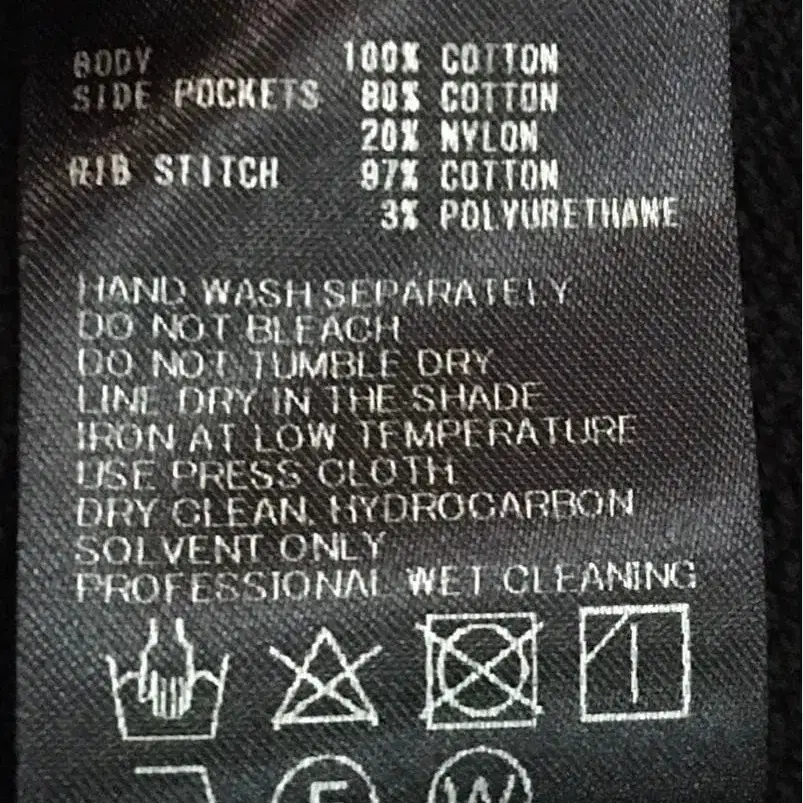 BODY 100% COTTON
SIDE POCKETS 80% COTTON
20% NYLON
RIB STITCH 97% COTTON
3% POLYURETHANE
HAND WASH SEPARATELY
DO NOT BLEACH
DO NOT TUMBLE DRY
LINE DRY IN THE SHADE
IRON AT LOW TEMPERATURE
USE PRESS CLOTH
DRY CLEAN, HYDROCARBON
SOLVENT ONLY
PROFESSIONAL WET CLEANING
F W